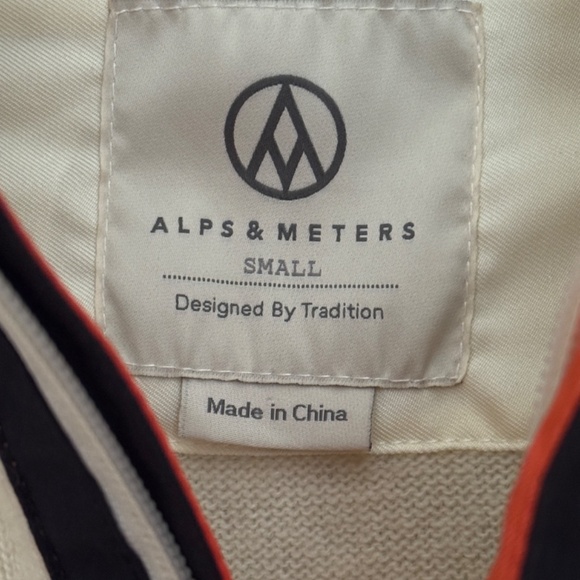 ALPS & METERS
SMALL
Designed By Tradition
Made in China